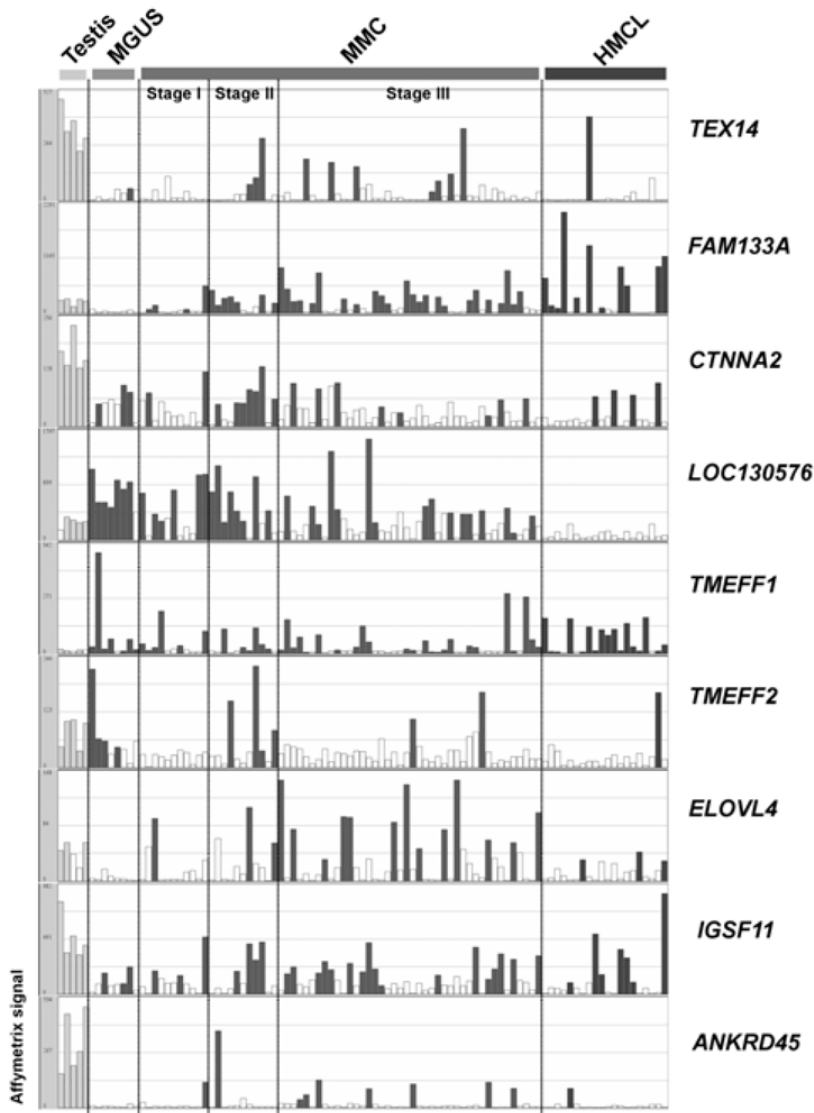 Testis MGUS MMC HMCL
Stage I Stage II Stage III
TEX14
FAM133A
CTNNA2
LOC130576
TMEFF1
TMEFF2
ELOVL4
IGSF11
ANKRD45
Affymetrix signal